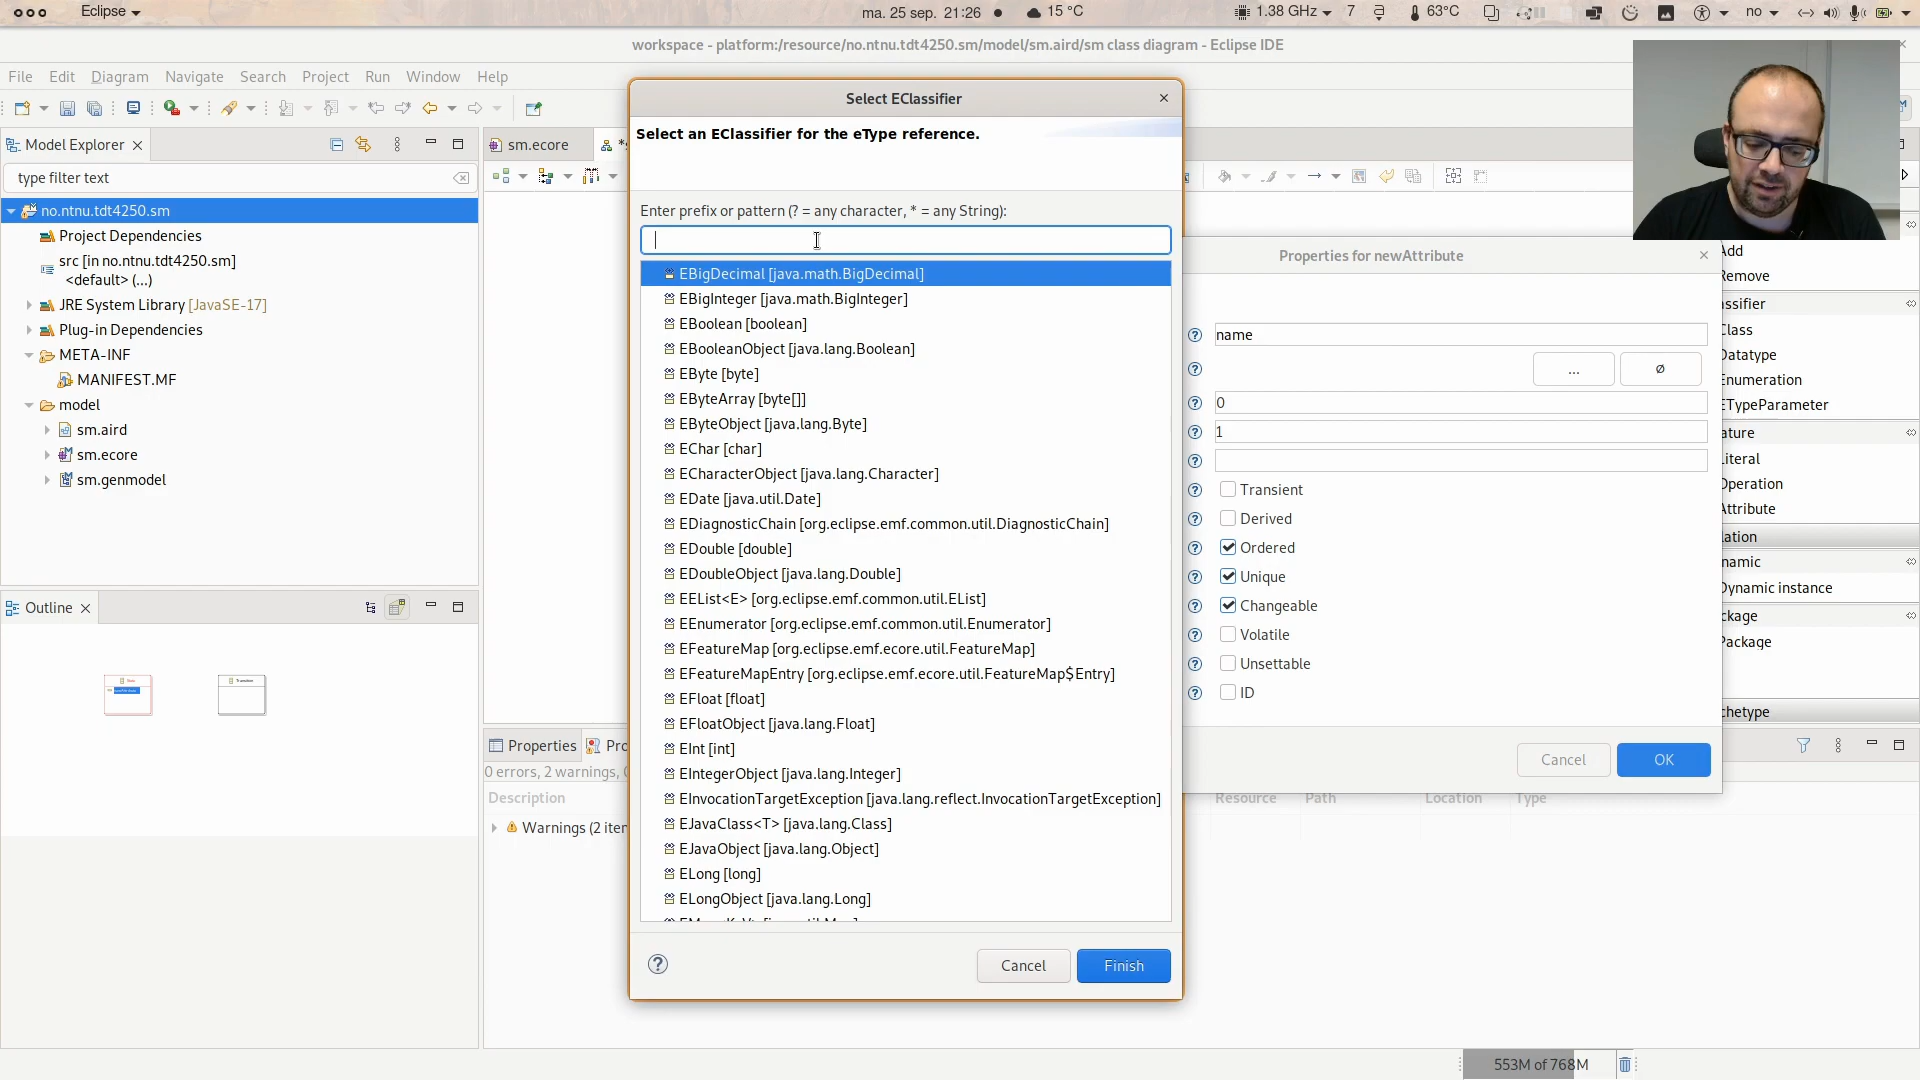 Eclipse
ma. 25 sep. 21:26
15 °C
1.38 GHz
7
63°C
no
workspace - platform:/resource/no.ntnu.tdt4250.sm/model/sm.aird/sm class diagram - Eclipse IDE
File Edit Diagram Navigate Search Project Run Window Help
Model Explorer
type filter text
no.ntnu.tdt4250.sm
Project Dependencies
src [in no.ntnu.tdt4250.sm]
<default> (...)
JRE System Library [JavaSE-17]
Plug-in Dependencies
META-INF
MANIFEST.MF
model
sm.aird
sm.ecore
sm.genmodel
Outline
sm.ecore
Select EClassifier
Select an EClassifier for the eType reference.
Enter prefix or pattern (? = any character, * = any String):
EBigDecimal [java.math.BigDecimal]
EBigInteger [java.math.BigInteger]
EBoolean [boolean]
EBooleanObject [java.lang.Boolean]
EByte [byte]
EByteArray [byte[]]
EByteObject [java.lang.Byte]
EChar [char]
ECharacterObject [java.lang.Character]
EDate [java.util.Date]
EDiagnosticChain [org.eclipse.emf.common.util.DiagnosticChain]
EDouble [double]
EDoubleObject [java.lang.Double]
EEList<E> [org.eclipse.emf.common.util.EList]
EEnumerator [org.eclipse.emf.common.util.Enumerator]
EFeatureMap [org.eclipse.emf.ecore.util.FeatureMap]
EFeatureMapEntry [org.eclipse.emf.ecore.util.FeatureMap$Entry]
EFloat [float]
EFloatObject [java.lang.Float]
EInt [int]
EIntegerObject [java.lang.Integer]
EInvocationTargetException [java.lang.reflect.InvocationTargetException]
EJavaClass<T> [java.lang.Class]
EJavaObject [java.lang.Object]
ELong [long]
ELongObject [java.lang.Long]
Cancel
Finish
Properties for newAttribute
name
...
0
1
Transient
Derived
Ordered
Unique
Changeable
Volatile
Unsettable
ID
Cancel
OK
Add
Remove
assifier
Class
Datatype
Enumeration
ETypeParameter
ature
Literal
Operation
Attribute
lation
namic
Dynamic instance
ckage
Package
chetype
Properties
Pro
0 errors, 2 warnings,
Description
Resource
Path
Location
Type
Warnings (2 iter
553M of 768M